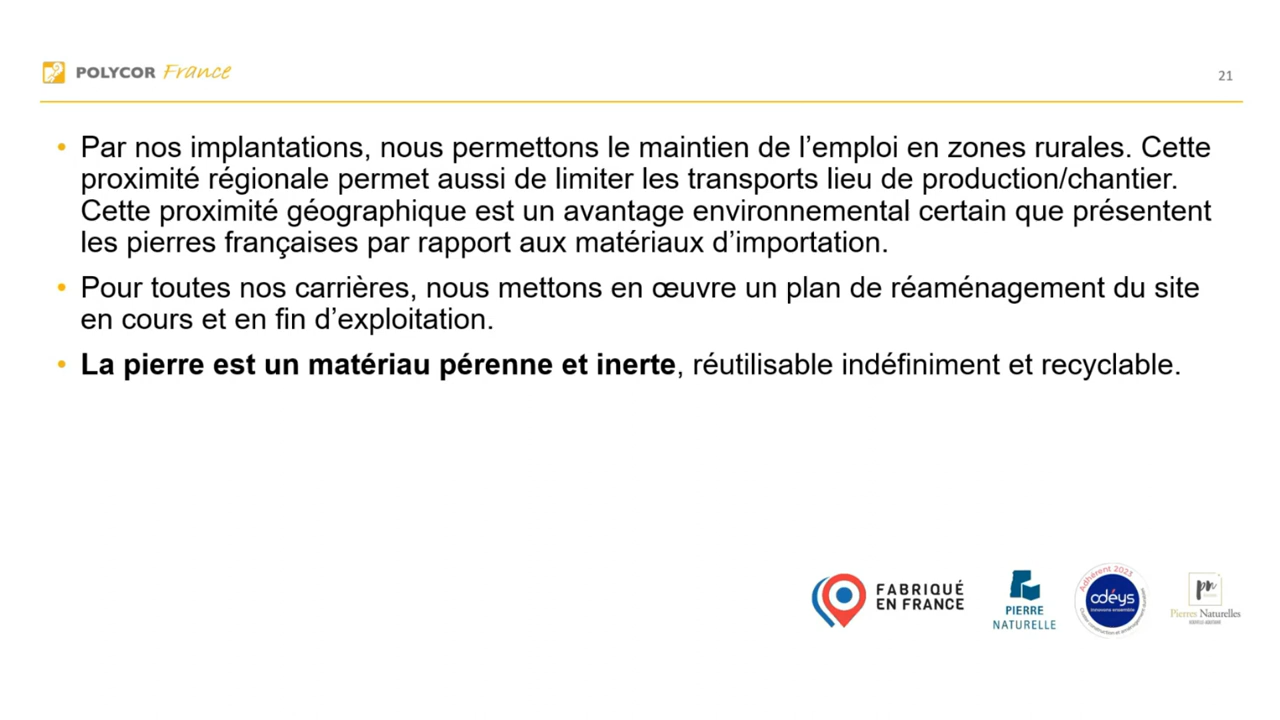 POLYCOR France
21
• Par nos implantations, nous permettons le maintien de l’emploi en zones rurales. Cette
proximité régionale permet aussi de limiter les transports lieu de production/chantier.
Cette proximité géographique est un avantage environnemental certain que présentent
les pierres françaises par rapport aux matériaux d’importation.
• Pour toutes nos carrières, nous mettons en œuvre un plan de réaménagement du site
en cours et en fin d’exploitation.
• La pierre est un matériau pérenne et inerte, réutilisable indéfiniment et recyclable.
FABRIQUÉ
EN FRANCE
PIERRE
NATURELLE
Adhérent 2023
odéys
innovons ensemble
pn
Pierres Naturelles